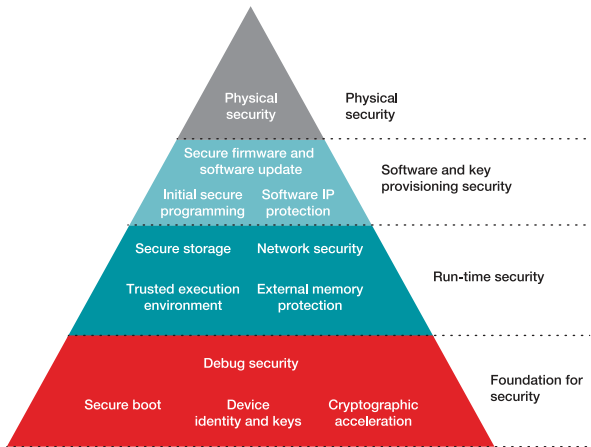 Physical
security
Physical
security
Secure firmware and
software update
Initial secure
programming
Software IP
protection
Software and key
provisioning security
Secure storage
Network security
Trusted execution
environment
External memory
protection
Run-time security
Debug security
Secure boot
Device
identity and keys
Cryptographic
acceleration
Foundation for
security